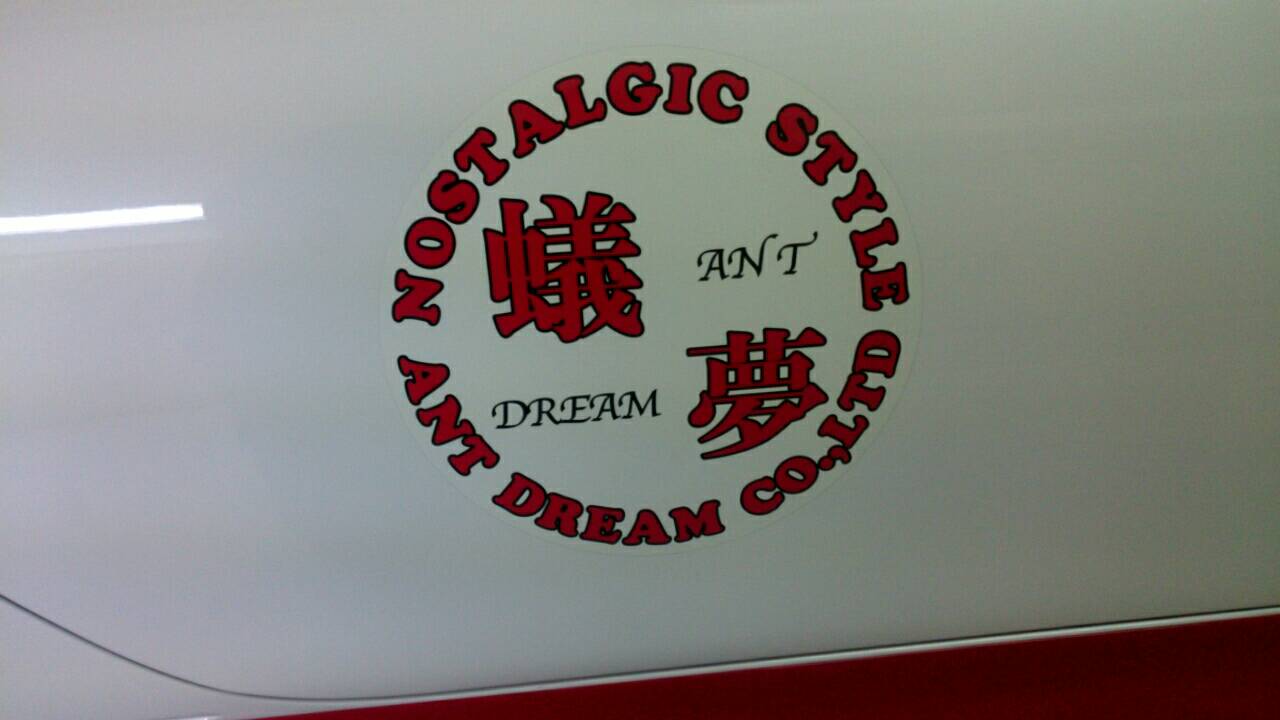 NOSTALGIC STYLE
蟻 ANT
DREAM 夢
ANT DREAM CO.,LTD